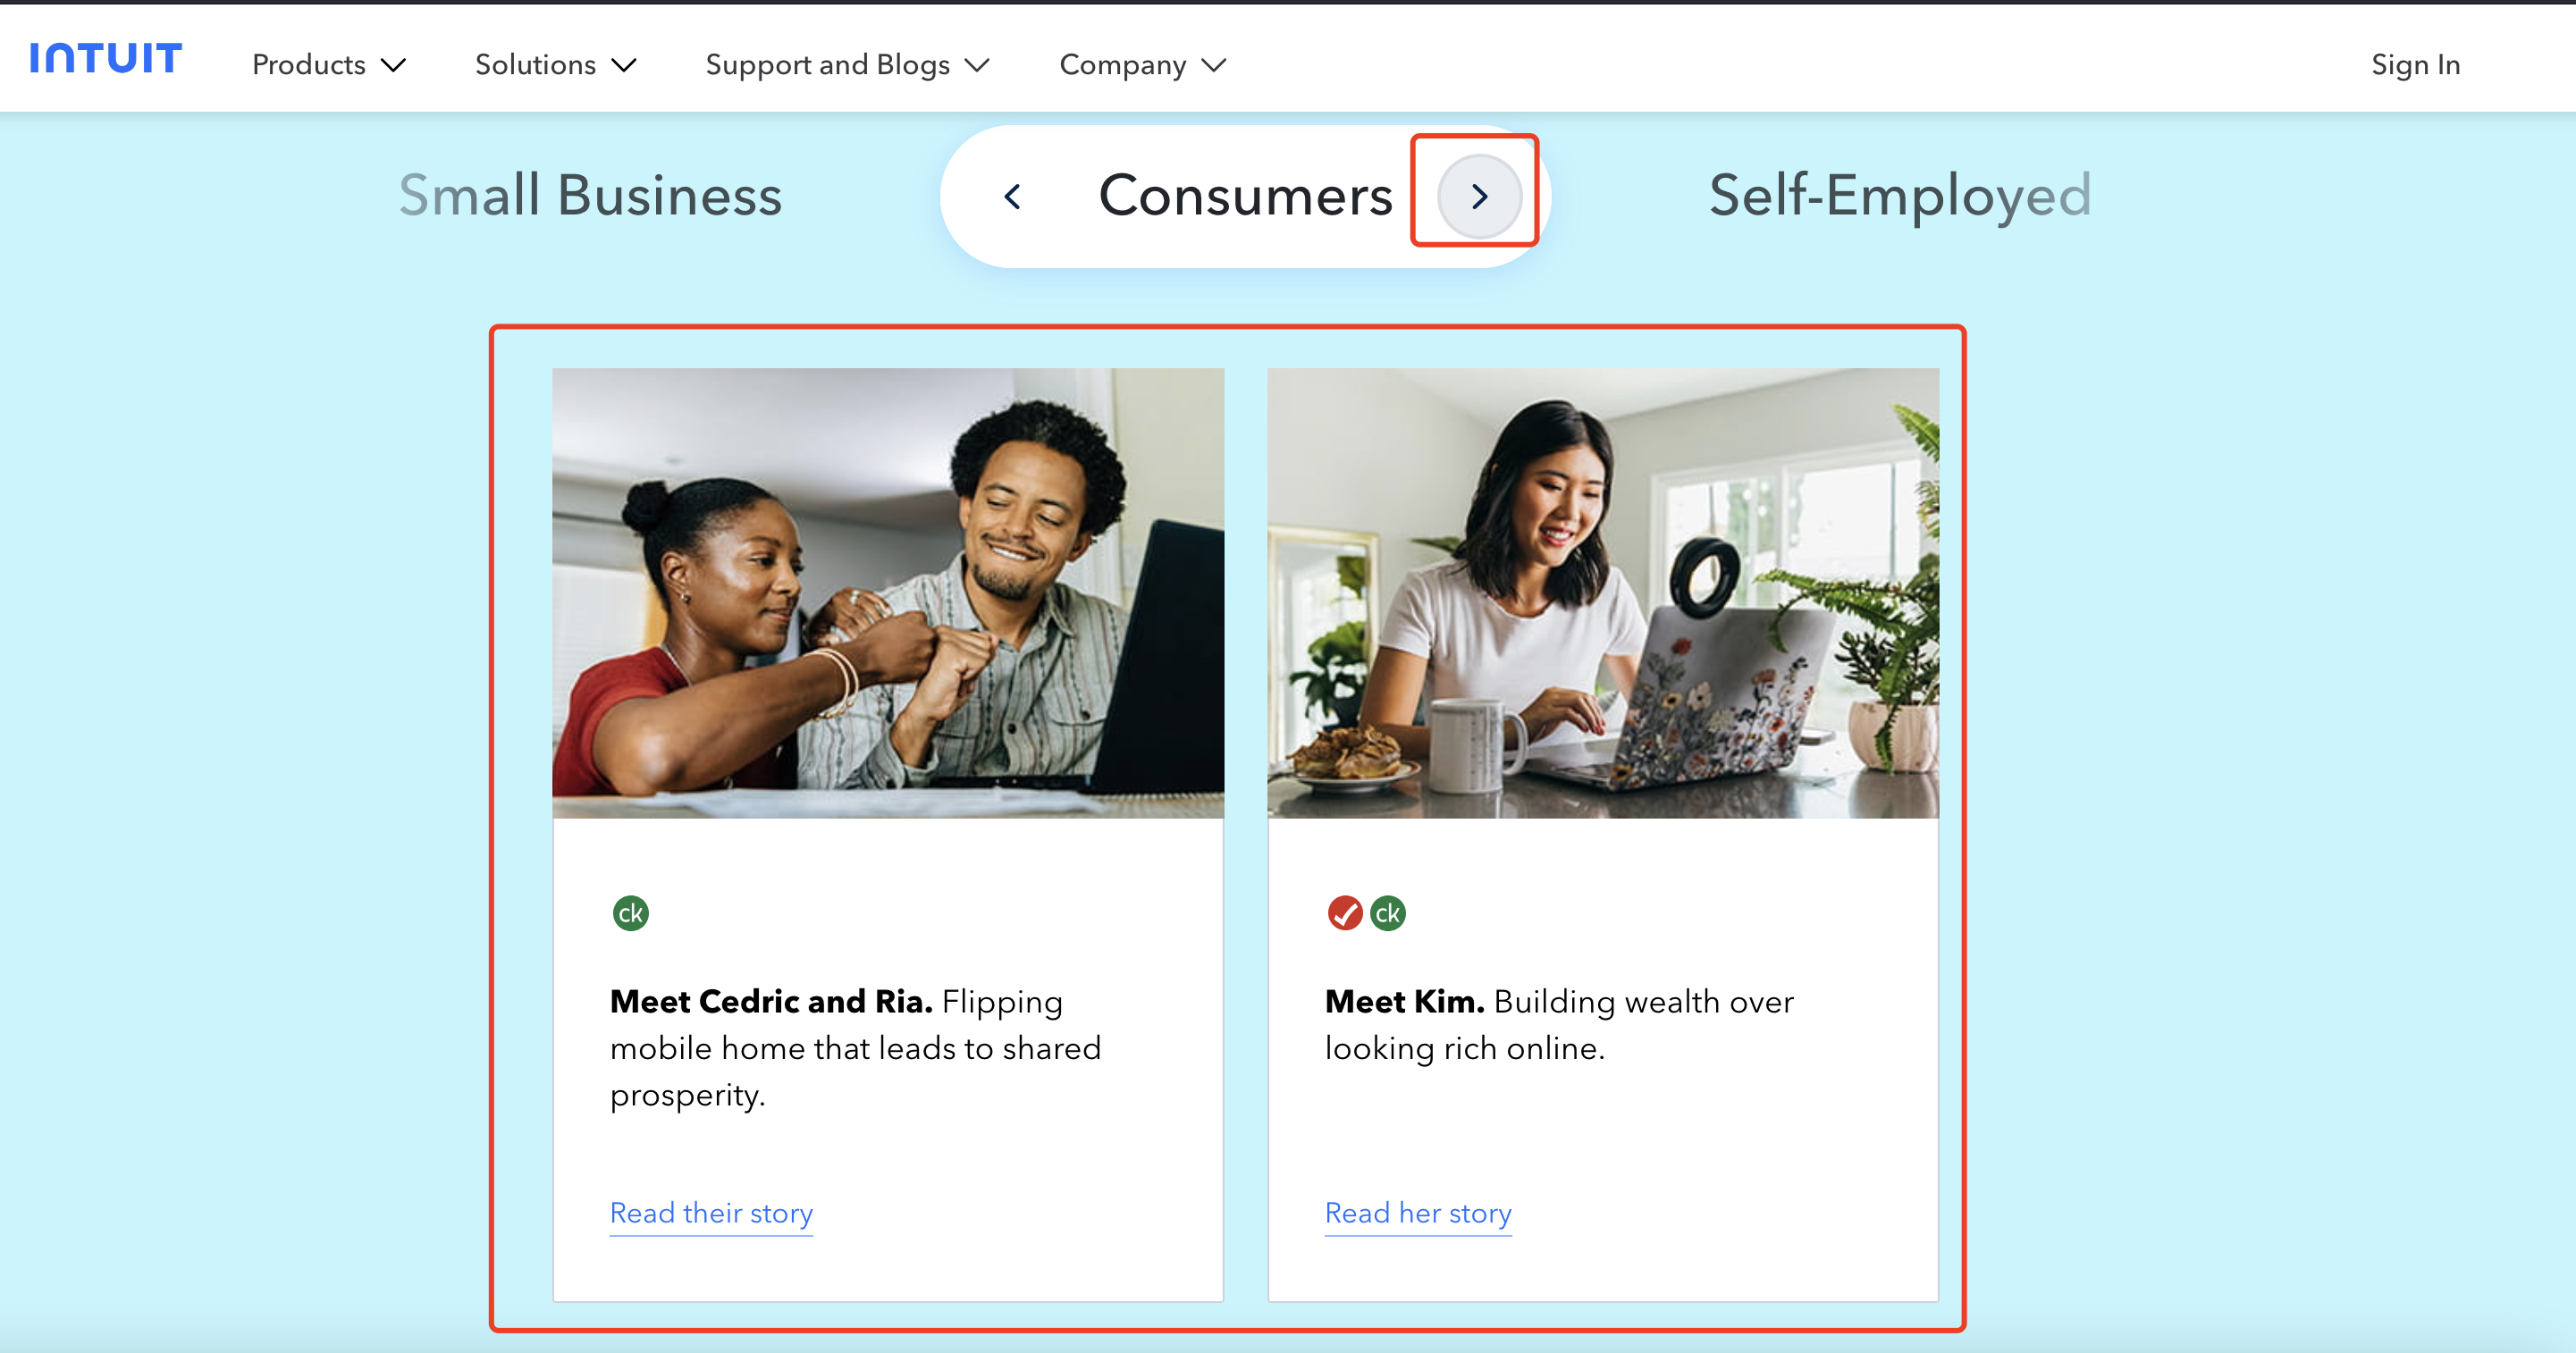 INTUIT
Products
Solutions
Support and Blogs
Company
Sign In
Small Business
Consumers
Self-Employed
ck
ck
Meet Cedric and Ria. Flipping
mobile home that leads to shared
prosperity.
Read their story
Meet Kim. Building wealth over
looking rich online.
Read her story